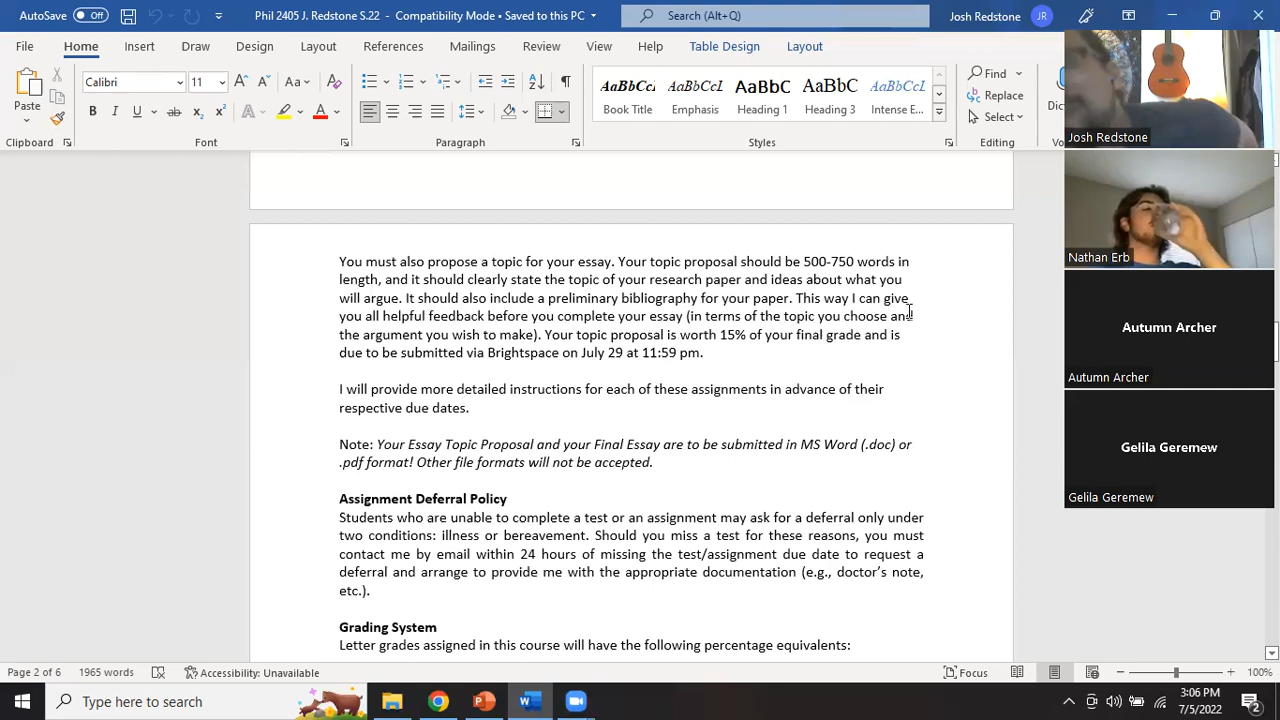 AutoSave Off
Phil 2405 J. Redstone S.22 - Compatibility Mode • Saved to this PC
Search (Alt+Q)
Josh Redstone JR
File Home Insert Draw Design Layout References Mailings Review View Help Table Design Layout
Paste
Clipboard
Calibri 11
Aa
B I U ab x₂ x² A A
Font
Paragraph
AaBbCcL AaBbCcL AaBbCc AaBbC AaBbCcL
Book Title Emphasis Heading 1 Heading 3 Intense E...
Styles
Find
Replace
Select
Editing
Dict
Vo
You must also propose a topic for your essay. Your topic proposal should be 500-750 words in
length, and it should clearly state the topic of your research paper and ideas about what you
will argue. It should also include a preliminary bibliography for your paper. This way I can give
you all helpful feedback before you complete your essay (in terms of the topic you choose and
the argument you wish to make). Your topic proposal is worth 15% of your final grade and is
due to be submitted via Brightspace on July 29 at 11:59 pm.
I will provide more detailed instructions for each of these assignments in advance of their
respective due dates.
Note: Your Essay Topic Proposal and your Final Essay are to be submitted in MS Word (.doc) or
.pdf format! Other file formats will not be accepted.
Assignment Deferral Policy
Students who are unable to complete a test or an assignment may ask for a deferral only under
two conditions: illness or bereavement. Should you miss a test for these reasons, you must
contact me by email within 24 hours of missing the test/assignment due date to request a
deferral and arrange to provide me with the appropriate documentation (e.g., doctor's note,
etc.).
Grading System
Letter grades assigned in this course will have the following percentage equivalents:
Josh Redstone
Nathan Erb
Autumn Archer
Autumn Archer
Gelila Geremew
Gelila Geremew
Page 2 of 6 1965 words Accessibility: Unavailable Focus 100%
Type here to search
3:06 PM
7/5/2022
2